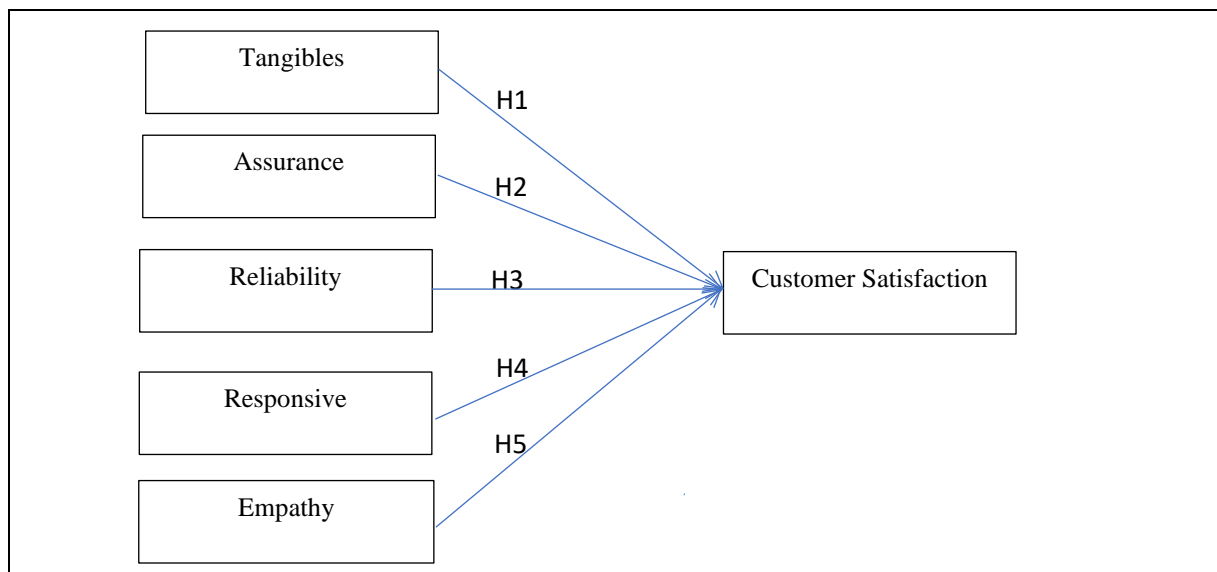 Tangibles
H1
Assurance
H2
Reliability
H3
Customer Satisfaction
Responsive
H4
H5
Empathy